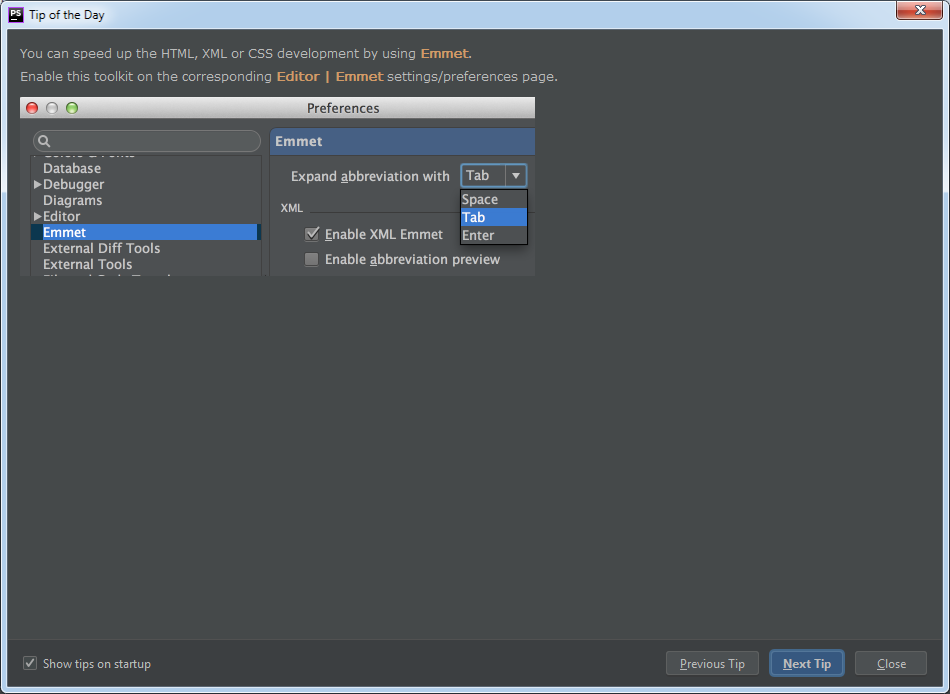 PS
Tip of the Day
You can speed up the HTML, XML or CSS development by using Emmet.
Enable this toolkit on the corresponding Editor | Emmet settings/preferences page.
Preferences
Emmet
Database
Debugger
Diagrams
Editor
Emmet
External Diff Tools
External Tools
Expand abbreviation with Tab
Space
Tab
Enter
XML
Enable XML Emmet
Enable abbreviation preview
Show tips on startup
Previous Tip
Next Tip
Close